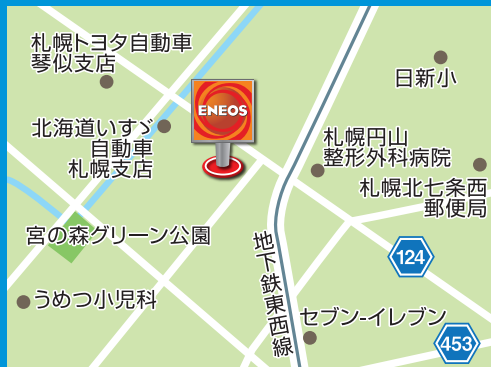 札幌トヨタ自動車
琴似支店
日新小
ENEOS
北海道いすゞ
自動車
札幌支店
札幌円山
整形外科病院
札幌北七条西
郵便局
宮の森グリーン公園
地下鉄東西線
124
うめつ小児科
セブン-イレブン
453